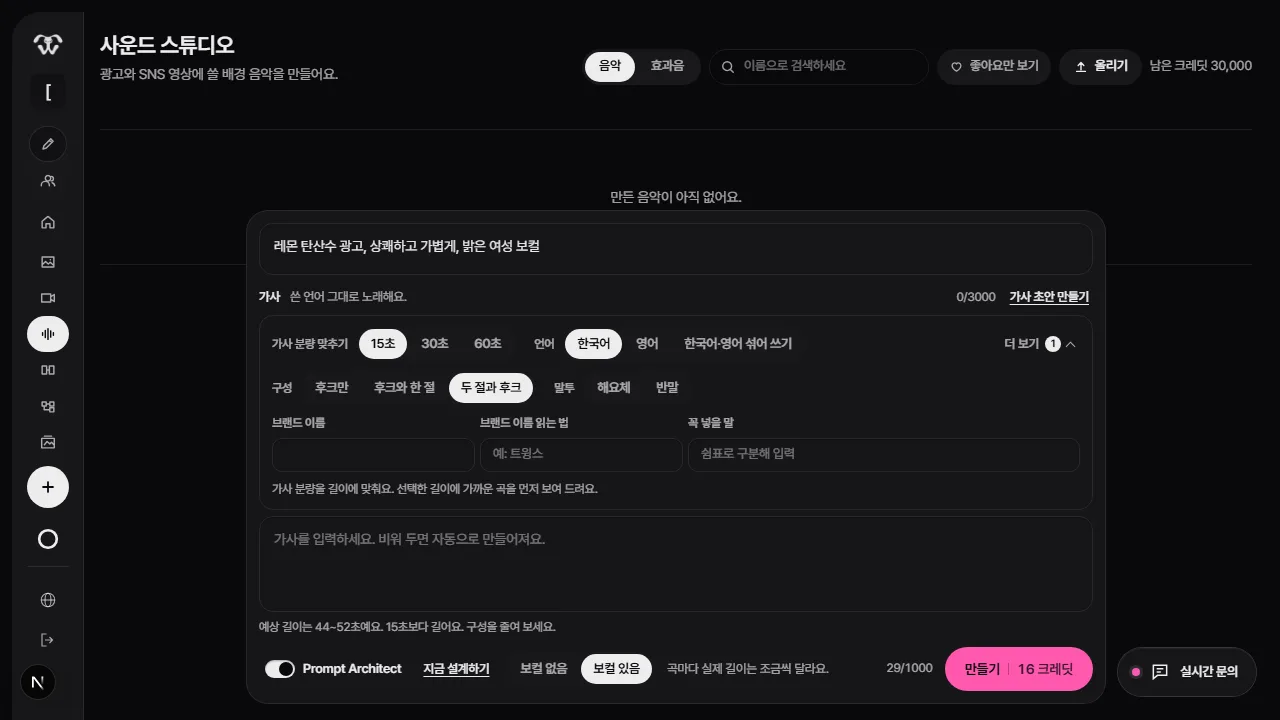 사운드 스튜디오
광고와 SNS 영상에 쓸 배경 음악을 만들어요.
음악 효과음 이름으로 검색하세요 좋아요만 보기 올리기 남은 크레딧 30,000
[
만든 음악이 아직 없어요.
레몬 탄산수 광고, 상쾌하고 가볍게, 밝은 여성 보컬
가사 쓴 언어 그대로 노래해요. 0/3000 가사 초안 만들기
가사 분량 맞추기 15초 30초 60초 언어 한국어 영어 한국어·영어 섞어 쓰기 더 보기 1
구성 후크만 후크와 한 절 두 절과 후크 말투 해요체 반말
브랜드 이름 브랜드 이름 읽는 법 꼭 넣을 말
예: 트윙스 쉼표로 구분해 입력
가사 분량을 길이에 맞춰요. 선택한 길이에 가까운 곡을 먼저 보여 드려요.
가사를 입력하세요. 비워 두면 자동으로 만들어져요.
예상 길이는 44~52초예요. 15초보다 길어요. 구성을 줄여 보세요.
Prompt Architect 지금 설계하기 보컬 없음 보컬 있음 곡마다 실제 길이는 조금씩 달라요. 29/1000 만들기 16 크레딧
실시간 문의
N